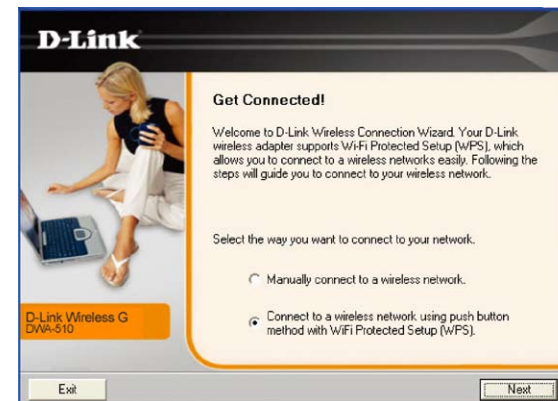 D-Link
Get Connected!
Welcome to D-Link Wireless Connection Wizard. Your D-Link
wireless adapter supports Wi-Fi Protected Setup (WPS), which
allows you to connect to a wireless networks easily. Following the
steps will guide you to connect to your wireless network.
Select the way you want to connect to your network.
Manually connect to a wireless network.
Connect to a wireless network using push button
method with WiFi Protected Setup (WPS).
D-Link Wireless G
DWA-510
Exit
Next